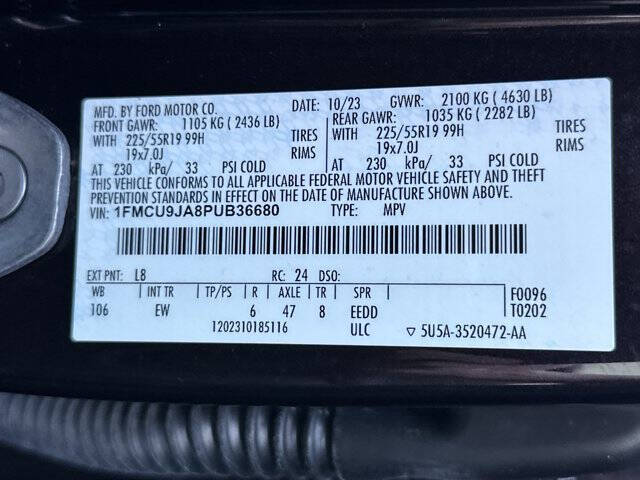 MFD. BY FORD MOTOR CO. DATE: 10/23 GVWR: 2100 KG ( 4630 LB)
FRONT GAWR: 1105 KG ( 2436 LB) REAR GAWR: 1035 KG ( 2282 LB)
WITH 225/55R19 99H TIRES WITH 225/55R19 99H TIRES
19x7.0J RIMS 19x7.0J RIMS
AT 230 kPa/ 33 PSI COLD AT 230 kPa/ 33 PSI COLD
THIS VEHICLE CONFORMS TO ALL APPLICABLE FEDERAL MOTOR VEHICLE SAFETY AND THEFT
PREVENTION STANDARDS IN EFFECT ON THE DATE OF MANUFACTURE SHOWN ABOVE.
VIN: 1FMCU9JA8PUB36680 TYPE: MPV
EXT PNT: L8 RC: 24 DSO:
WB INT TR TP/PS R AXLE TR SPR F0096
106 EW 6 47 8 EEDD T0202
1202310185116 ULC ▽ 5U5A-3520472-AA